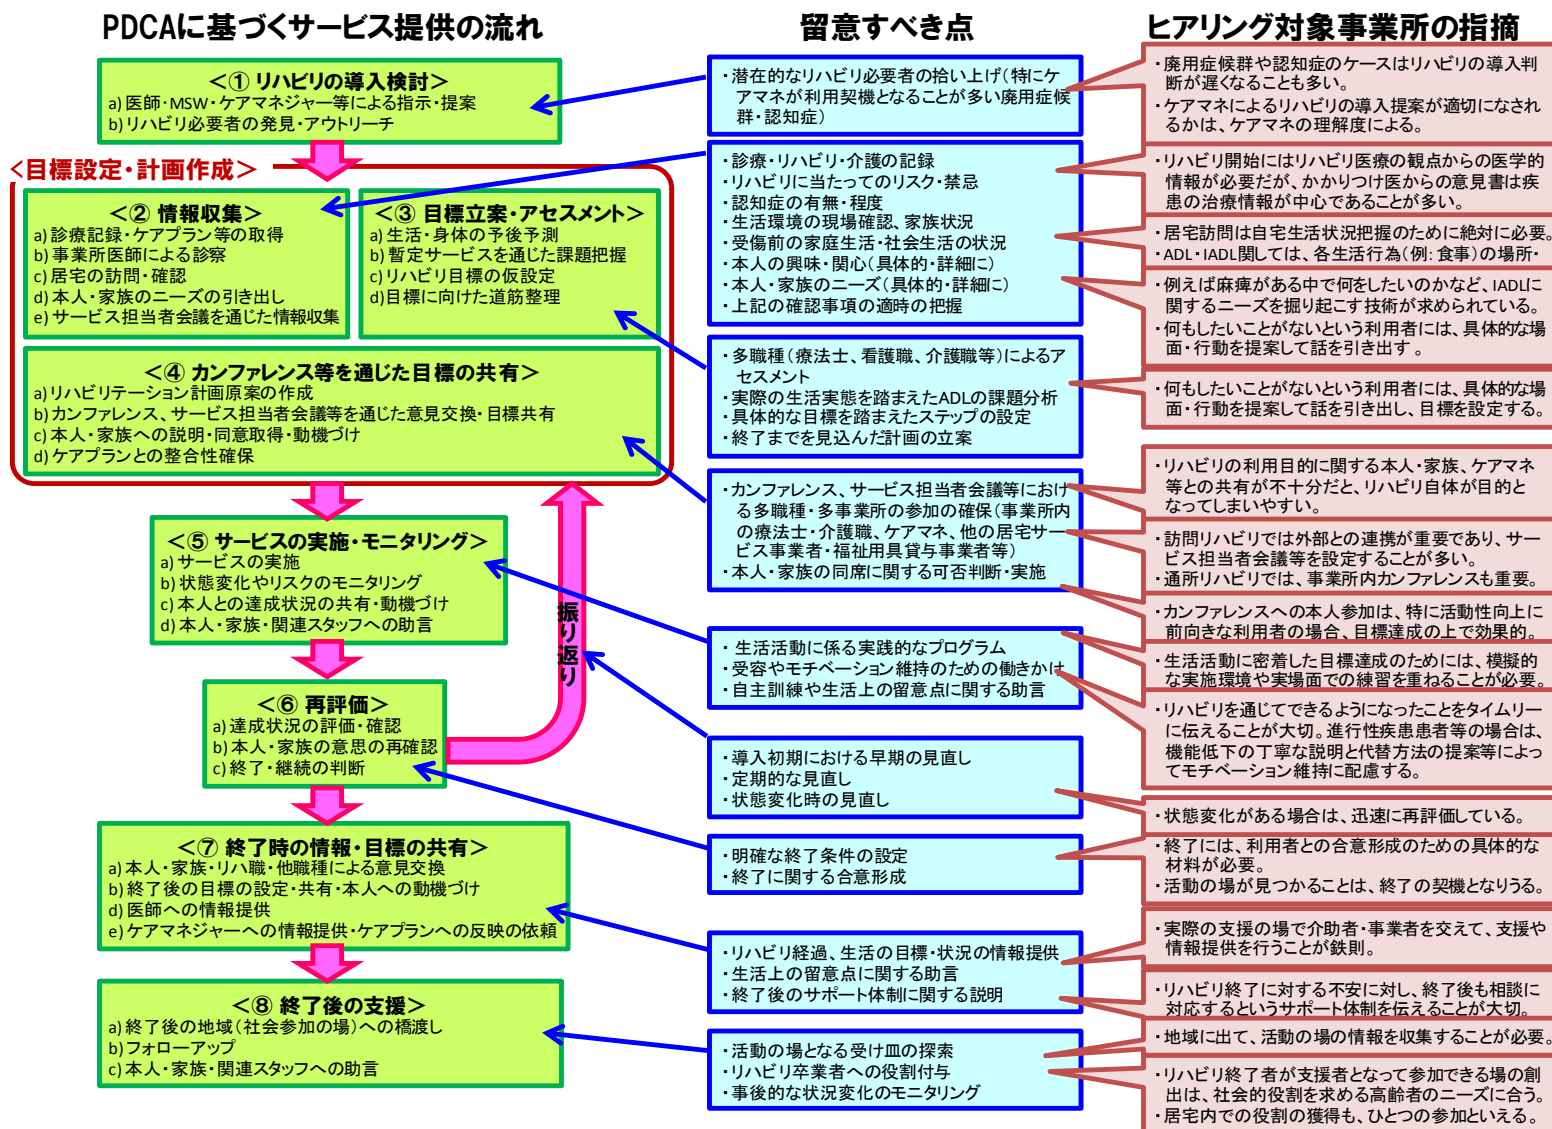 PDCAに基づくサービス提供の流れ
＜① リハビリの導入検討＞
a) 医師・MSW・ケアマネジャー等による指示・提案
b) リハビリ必要者の発見・アウトリーチ
＜目標設定・計画作成＞
＜② 情報収集＞
a) 診療記録・ケアプラン等の取得
b) 事業所医師による診察
c) 居宅の訪問・確認
d) 本人・家族のニーズの引き出し
e) サービス担当者会議を通じた情報収集
＜③ 目標立案・アセスメント＞
a) 生活・身体の予後予測
b) 暫定サービスを通じた課題把握
c) リハビリ目標の仮設定
d)目標に向けた道筋整理
＜④ カンファレンス等を通じた目標の共有＞
a)リハビリテーション計画原案の作成
b)カンファレンス、サービス担当者会議等を通じた意見交換・目標共有
c)本人・家族への説明・同意取得・動機づけ
d)ケアプランとの整合性確保
＜⑤ サービスの実施・モニタリング＞
a)サービスの実施
b)状態変化やリスクのモニタリング
c)本人との達成状況の共有・動機づけ
d)本人・家族・関連スタッフへの助言
振り返り
＜⑥ 再評価＞
a)達成状況の評価・確認
b)本人・家族の意思の再確認
c)終了・継続の判断
＜⑦ 終了時の情報・目標の共有＞
a)本人・家族・リハ職・他職種による意見交換
b)終了後の目標の設定・共有・本人への動機づけ
d)医師への情報提供
e)ケアマネジャーへの情報提供・ケアプランへの反映の依頼
＜⑧ 終了後の支援＞
a)終了後の地域（社会参加の場）への橋渡し
b)フォローアップ
c)本人・家族・関連スタッフへの助言
留意すべき点
・潜在的なリハビリ必要者の拾い上げ（特にケ
アマネが利用契機となることが多い廃用症候
群・認知症）
・診療・リハビリ・介護の記録
・リハビリに当たってのリスク・禁忌
・認知症の有無・程度
・生活環境の現場確認、家族状況
・受傷前の家庭生活・社会生活の状況
・本人の興味・関心（具体的・詳細に）
・本人・家族のニーズ（具体的・詳細に）
・上記の確認事項の適時の把握
・多職種（療法士、看護職、介護職等）によるア
セスメント
・実際の生活実態を踏まえたADLの課題分析
・具体的な目標を踏まえたステップの設定
・終了までを見込んだ計画の立案
・カンファレンス、サービス担当者会議等におけ
る多職種・多事業所の参加の確保（事業所内
の療法士・介護職、ケアマネ、他の居宅サー
ビス事業者・福祉用具貸与事業者等）
・本人・家族の同席に関する可否判断・実施
・生活活動に係る実践的なプログラム
・受容やモチベーション維持のための働きかけ
・自主訓練や生活上の留意点に関する助言
・導入初期における早期の見直し
・定期的な見直し
・状態変化時の見直し
・明確な終了条件の設定
・終了に関する合意形成
・リハビリ経過、生活の目標・状況の情報提供
・生活上の留意点に関する助言
・終了後のサポート体制に関する説明
・活動の場となる受け皿の探索
・リハビリ卒業者への役割付与
・事後的な状況変化のモニタリング
ヒアリング対象事業所の指摘
・廃用症候群や認知症のケースはリハビリの導入判
断が遅くなることも多い。
・ケアマネによるリハビリの導入提案が適切になされ
るかは、ケアマネの理解度による。
・リハビリ開始にはリハビリ医療の観点からの医学的
情報が必要だが、かかりつけ医からの意見書は疾
患の治療情報が中心であることが多い。
・居宅訪問は自宅生活状況把握のために絶対に必要。
・ADL・IADL関しては、各生活行為（例：食事）の場所・
・例えば麻痺がある中で何をしたいのかなど、IADLに
関するニーズを掘り起こす技術が求められている。
・何もしたいことがないという利用者には、具体的な場
面・行動を提案して話を引き出す。
・何もしたいことがないという利用者には、具体的な場
面・行動を提案して話を引き出し、目標を設定する。
・リハビリの利用目的に関する本人・家族、ケアマネ
等との共有が不十分だと、リハビリ自体が目的と
なってしまいやすい。
・訪問リハビリでは外部との連携が重要であり、サー
ビス担当者会議等を設定することが多い。
・通所リハビリでは、事業所内カンファレンスも重要。
・カンファレンスへの本人参加は、特に活動性向上に
前向きな利用者の場合、目標達成の上で効果的。
・生活活動に密着した目標達成のためには、模擬的
な実施環境や実場面での練習を重ねることが必要。
・リハビリを通じてできるようになったことをタイムリー
に伝えることが大切。進行性疾患患者等の場合は、
機能低下の丁寧な説明と代替方法の提案等によっ
てモチベーション維持に配慮する。
・状態変化がある場合は、迅速に再評価している。
・終了には、利用者との合意形成のための具体的な
材料が必要。
・活動の場が見つかることは、終了の契機となりうる。
・実際の支援の場で介助者・事業者を交えて、支援や
情報提供を行うことが鉄則。
・リハビリ終了に対する不安に対し、終了後も相談に
対応するというサポート体制を伝えることが大切。
・地域に出て、活動の場の情報を収集することが必要。
・リハビリ終了者が支援者となって参加できる場の創
出は、社会的役割を求める高齢者のニーズに合う。
・居宅内での役割の獲得も、ひとつの参加といえる。